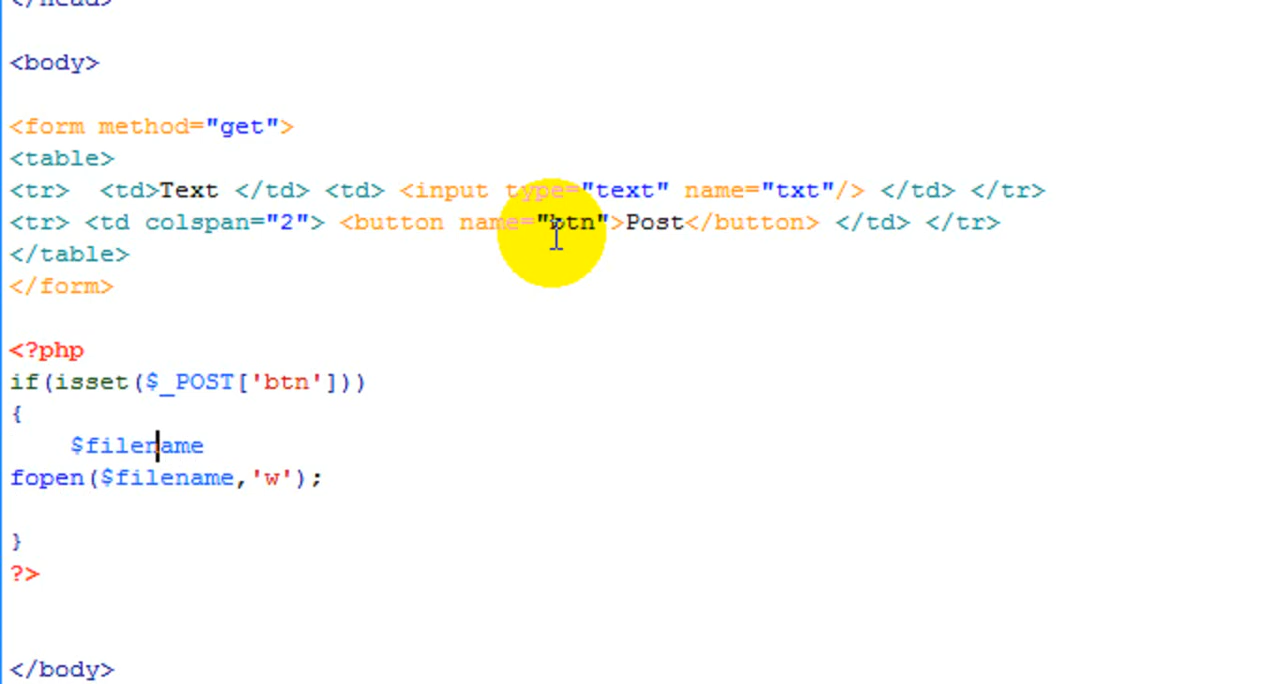 </head>
<body>
<form method="get">
<table>
<tr>  <td>Text </td> <td> <input type="text" name="txt"/> </td> </tr>
<tr> <td colspan="2"> <button name="btn">Post</button> </td> </tr>
</table>
</form>
<?php
if(isset($_POST['btn']))
{
    $filename
fopen($filename,'w');
}
?>
</body>